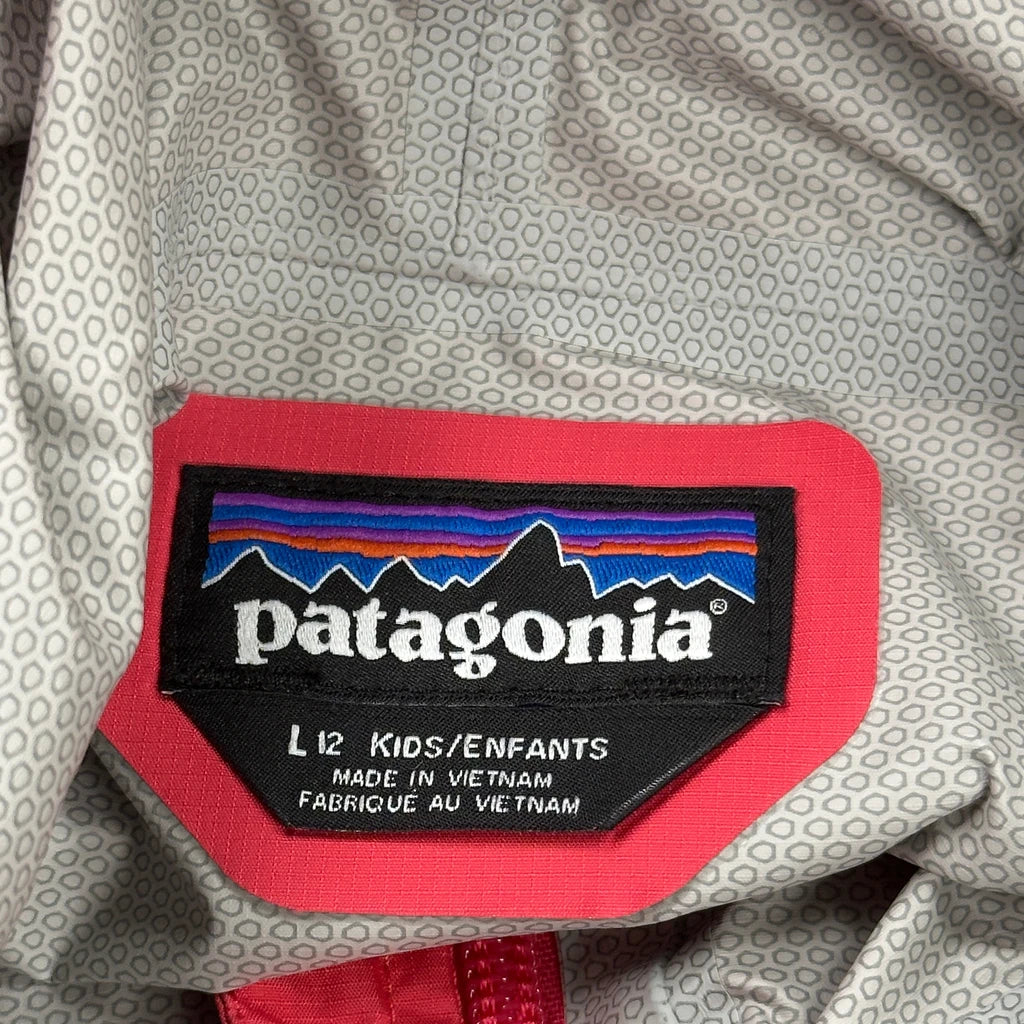 patagonia®
L 12 KIDS/ENFANTS
MADE IN VIETNAM
FABRIQUÉ AU VIETNAM